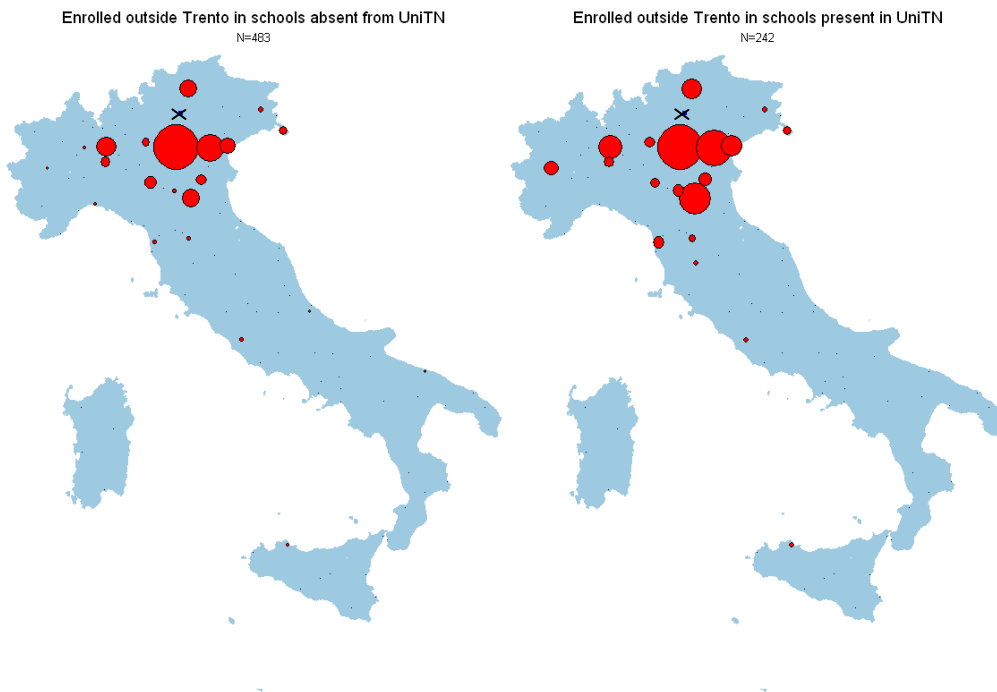 Enrolled outside Trento in schools absent from UniTN
N=483
Enrolled outside Trento in schools present in UniTN
N=242